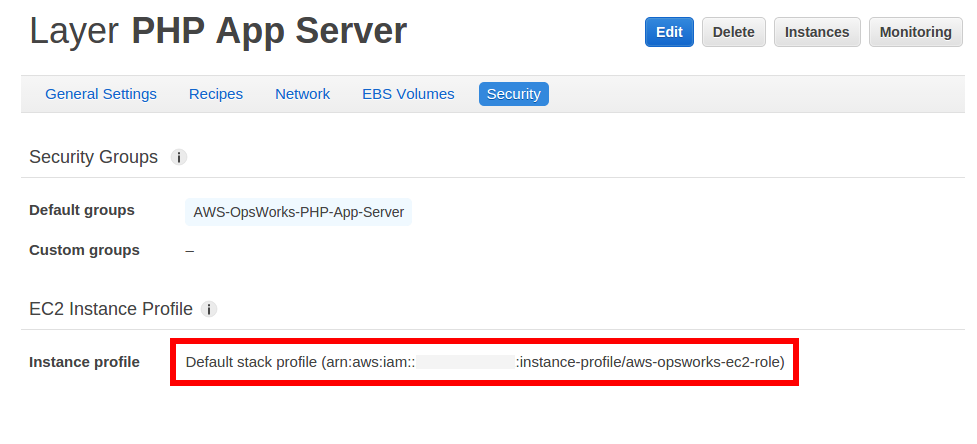 Layer PHP App Server
Edit Delete Instances Monitoring
General Settings Recipes Network EBS Volumes Security
Security Groups i
Default groups AWS-OpsWorks-PHP-App-Server
Custom groups –
EC2 Instance Profile i
Instance profile Default stack profile (arn:aws:iam:: :instance-profile/aws-opsworks-ec2-role)